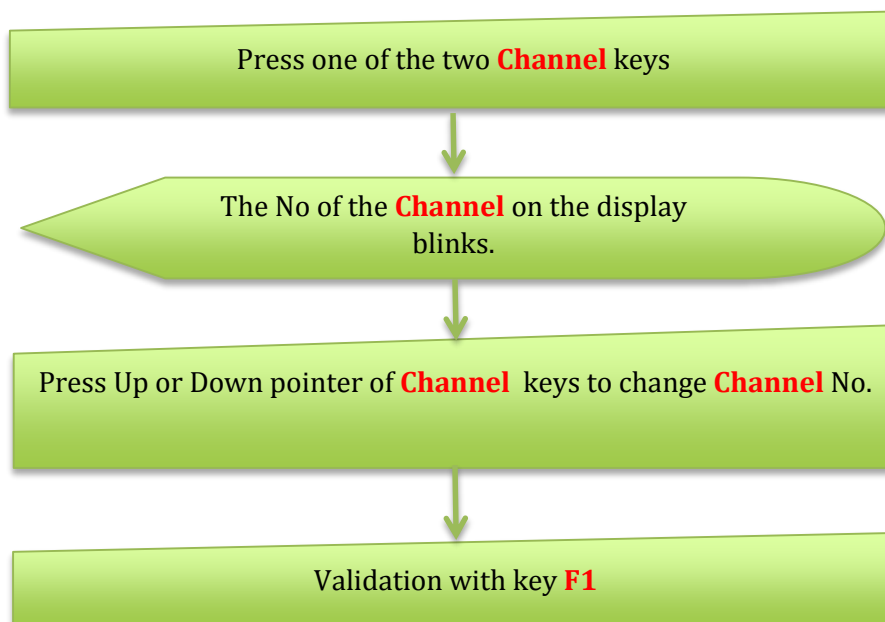 Press one of the two Channel keys
The No of the Channel on the display
blinks.
Press Up or Down pointer of Channel keys to change Channel No.
Validation with key F1